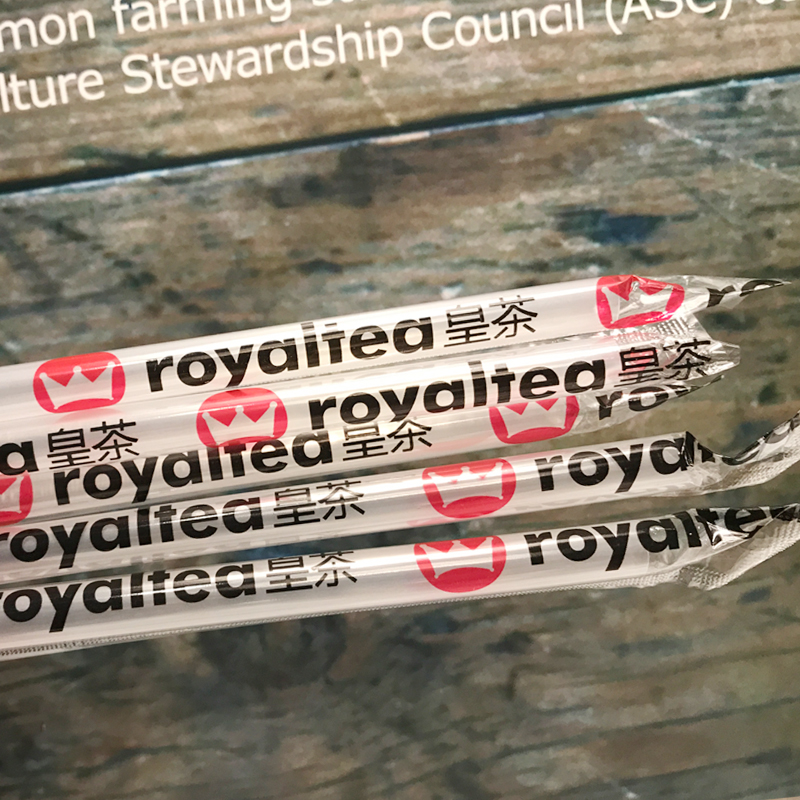 mon farming
lture Stewardship Council (ASC)
royaltea皇茶
royaltea皇茶
a皇茶 royaltea皇茶
royaltea皇茶 royal
royaltea皇茶 royaltea